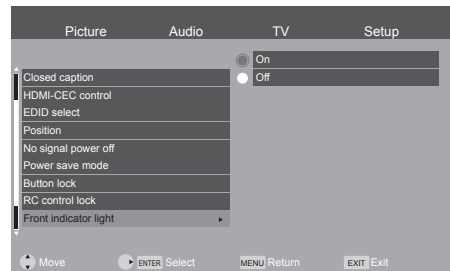 Picture Audio TV Setup
On
Closed caption Off
HDMI-CEC control
EDID select
Position
No signal power off
Power save mode
Button lock
RC control lock
Front indicator light
Move ENTER Select MENU Return EXIT Exit